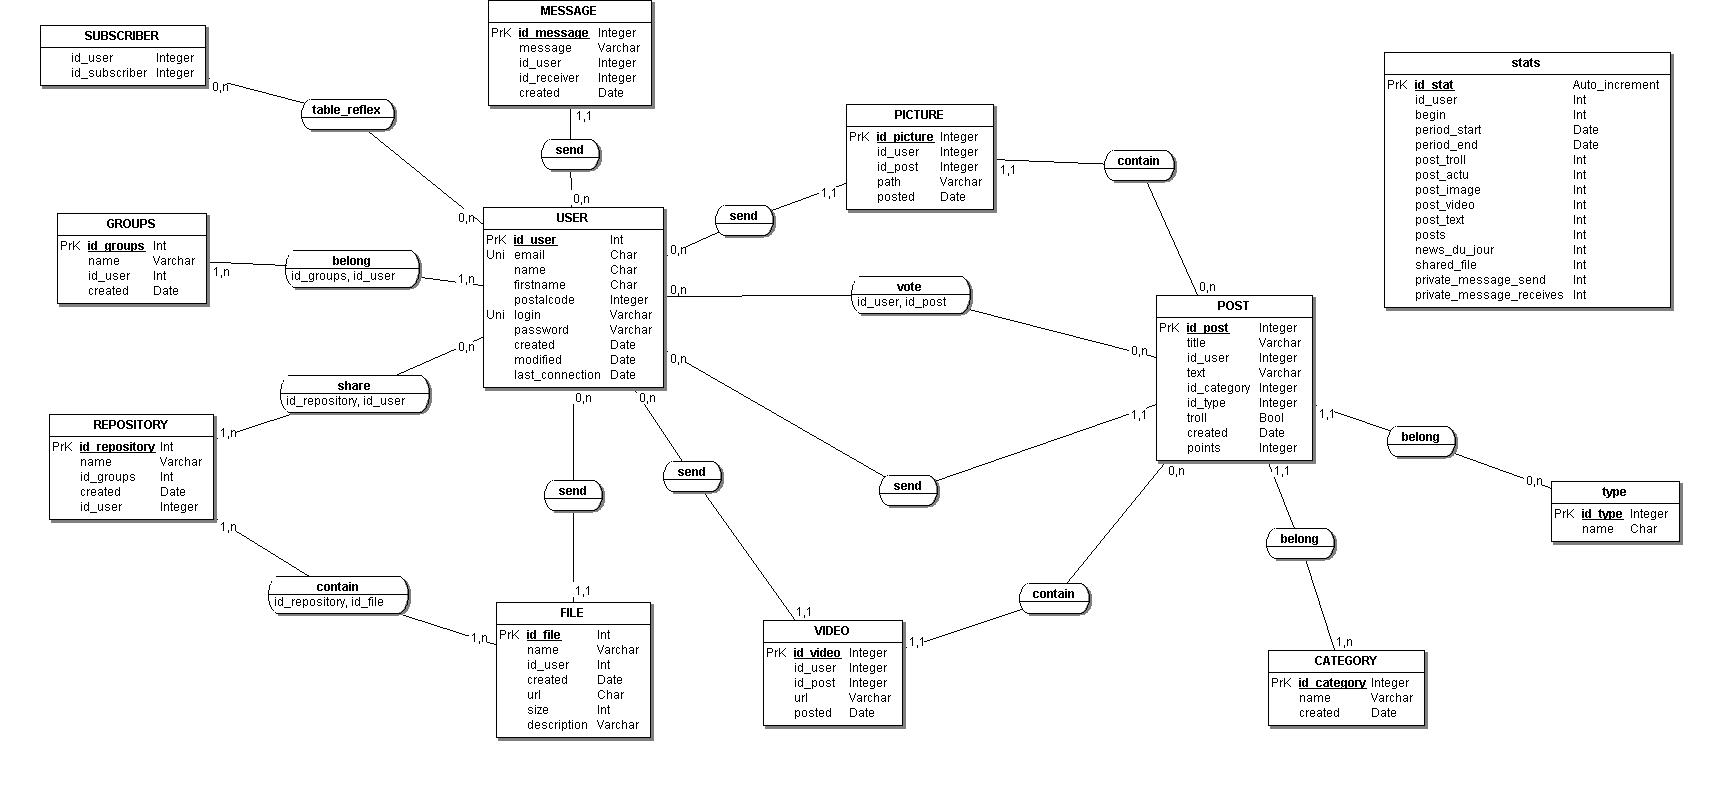 MESSAGE
PrK id_message Integer
message Varchar
id_user Integer
id_receiver Integer
created Date
1,1
send
0,n
SUBSCRIBER
id_user Integer
id_subscriber Integer
0,n
table_reflex
0,n
GROUPS
PrK id_groups Int
name Varchar
id_user Int
created Date
1,n
belong
id_groups, id_user
1,n
USER
PrK id_user Int
Uni email Char
name Char
firstname Char
postalcode Integer
Uni login Varchar
password Varchar
created Date
modified Date
last_connection Date
0,n
share
id_repository, id_user
1,n
REPOSITORY
PrK id_repository Int
name Varchar
id_groups Int
created Date
id_user Integer
1,n
contain
id_repository, id_file
1,n
0,n
send
1,1
FILE
PrK id_file Int
name Varchar
id_user Int
created Date
url Char
size Int
description Varchar
0,n
send
1,1
VIDEO
PrK id_video Integer
id_user Integer
id_post Integer
url Varchar
posted Date
1,1
contain
0,n
0,n
send
1,1
PICTURE
PrK id_picture Integer
id_user Integer
id_post Integer
path Varchar
posted Date
1,1
contain
0,n
0,n
vote
id_user, id_post
0,n
0,n
send
1,1
POST
PrK id_post Integer
title Varchar
id_user Integer
text Varchar
id_category Integer
id_type Integer
troll Bool
created Date
points Integer
1,1
belong
0,n
type
PrK id_type Integer
name Char
1,1
belong
1,n
CATEGORY
PrK id_category Integer
name Varchar
created Date
stats
PrK id_stat Auto_increment
id_user Int
begin Int
period_start Date
period_end Date
post_troll Int
post_actu Int
post_image Int
post_video Int
post_text Int
posts Int
news_du_jour Int
shared_file Int
private_message_send Int
private_message_receives Int